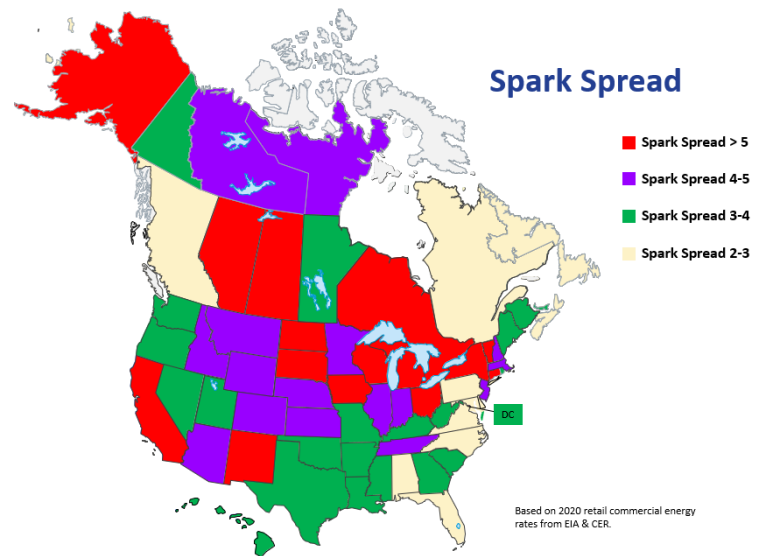 Spark Spread
Spark Spread > 5
Spark Spread 4-5
Spark Spread 3-4
Spark Spread 2-3
DC
Based on 2020 retail commercial energy
rates from EIA & CER.